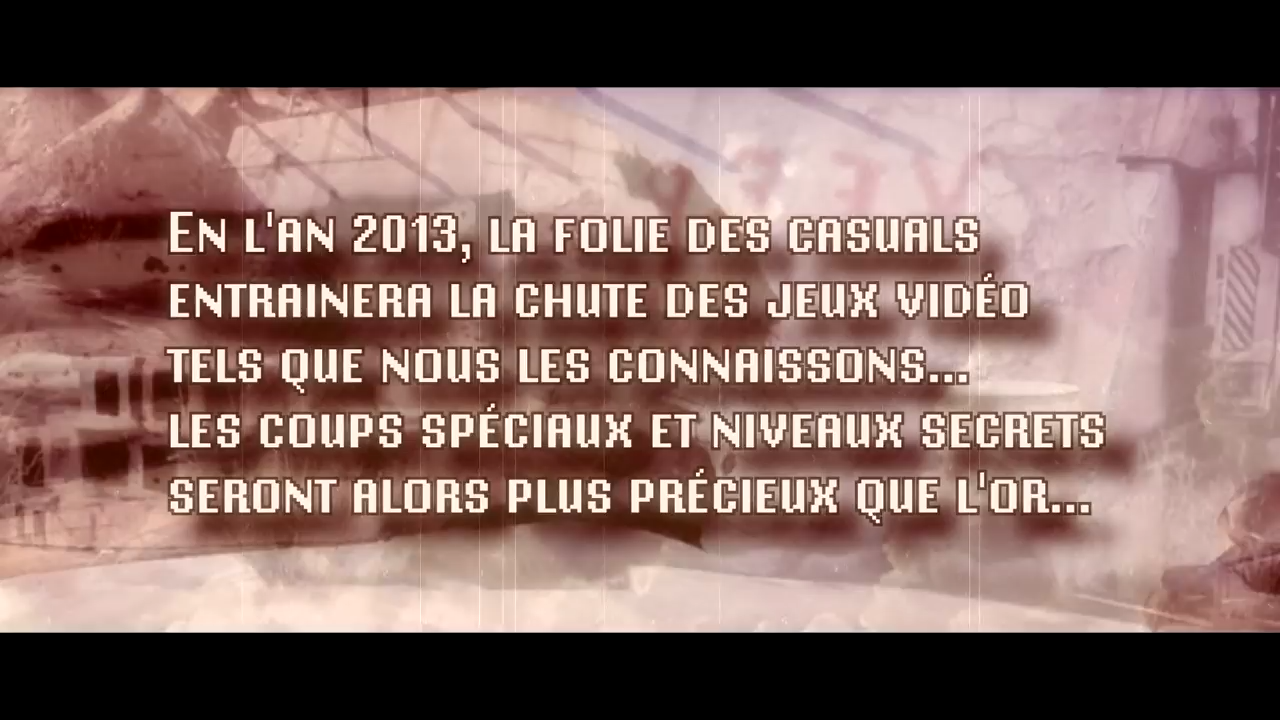 En l'an 2013, la folie des casuals
entrainera la chute des jeux vidéo
tels que nous les connaissons...
Les coups spéciaux et niveaux secrets
seront alors plus précieux que l'or...